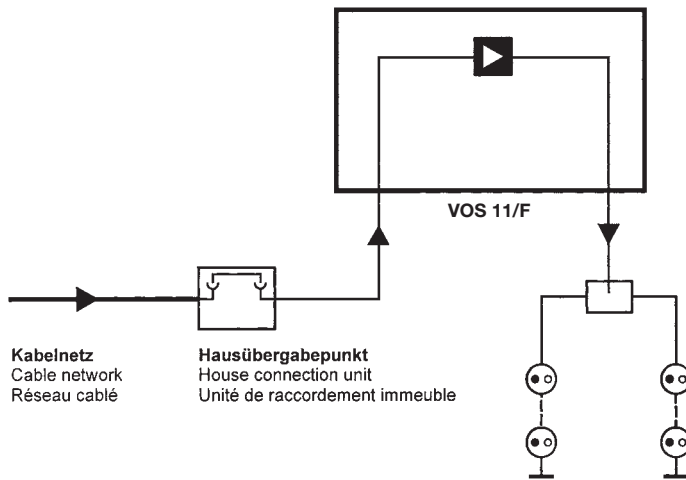 VOS 11/F
Kabelnetz
Cable network
Réseau cablé
Hausübergabepunkt
House connection unit
Unité de raccordement immeuble